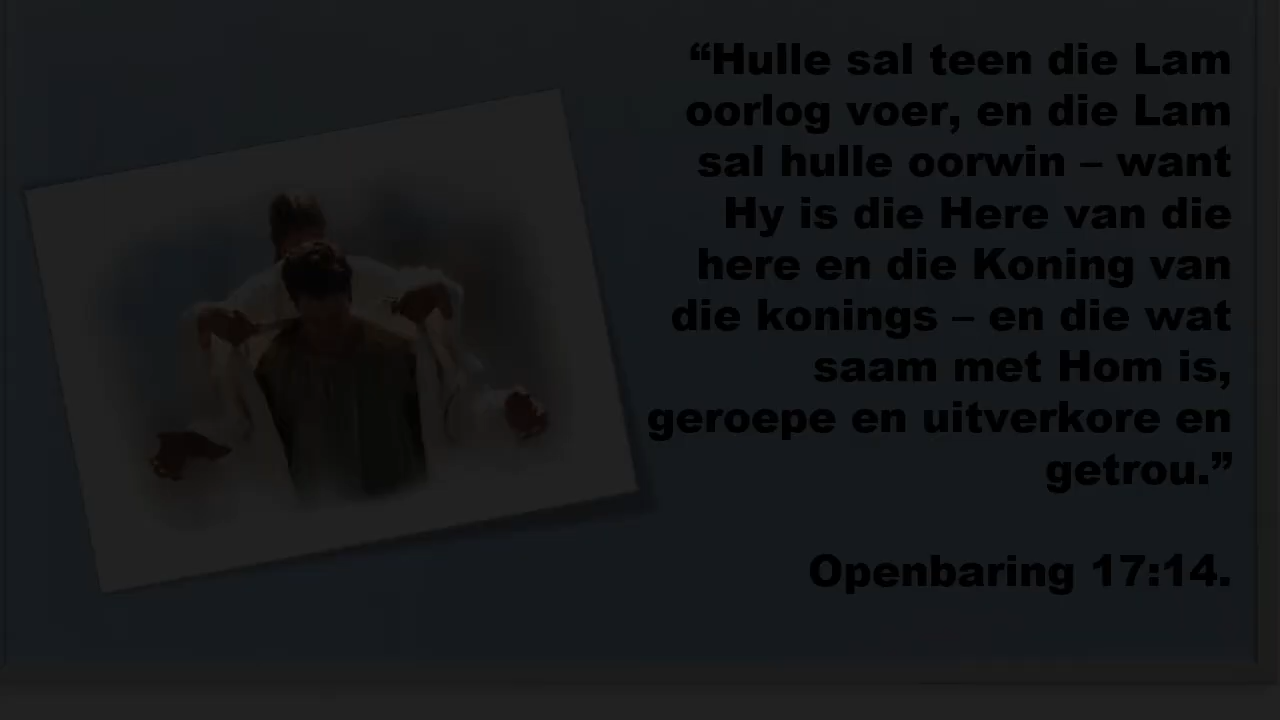 “Hulle sal teen die Lam
oorlog voer, en die Lam
sal hulle oorwin – want
Hy is die Here van die
here en die Koning van
die konings – en die wat
saam met Hom is,
geroepe en uitverkore en
getrou.”
Openbaring 17:14.